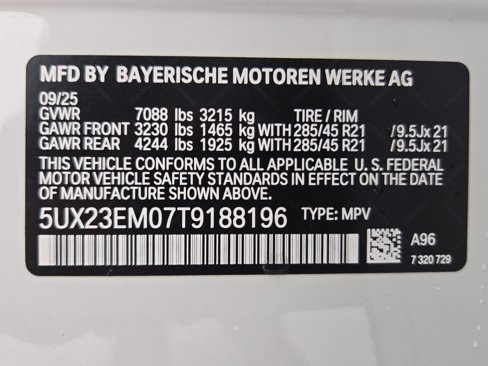 MFD BY BAYERISCHE MOTOREN WERKE AG
09/25
GVWR 7088 lbs 3215 kg TIRE / RIM
GAWR FRONT 3230 lbs 1465 kg WITH 285/45 R21 /9.5Jx 21
GAWR REAR 4244 lbs 1925 kg WITH 285/45 R21 /9.5Jx 21
THIS VEHICLE CONFORMS TO ALL APPLICABLE U. S. FEDERAL
MOTOR VEHICLE SAFETY STANDARDS IN EFFECT ON THE DATE
OF MANUFACTURE SHOWN ABOVE.
5UX23EM07T9188196 TYPE: MPV
A96
7 320 729